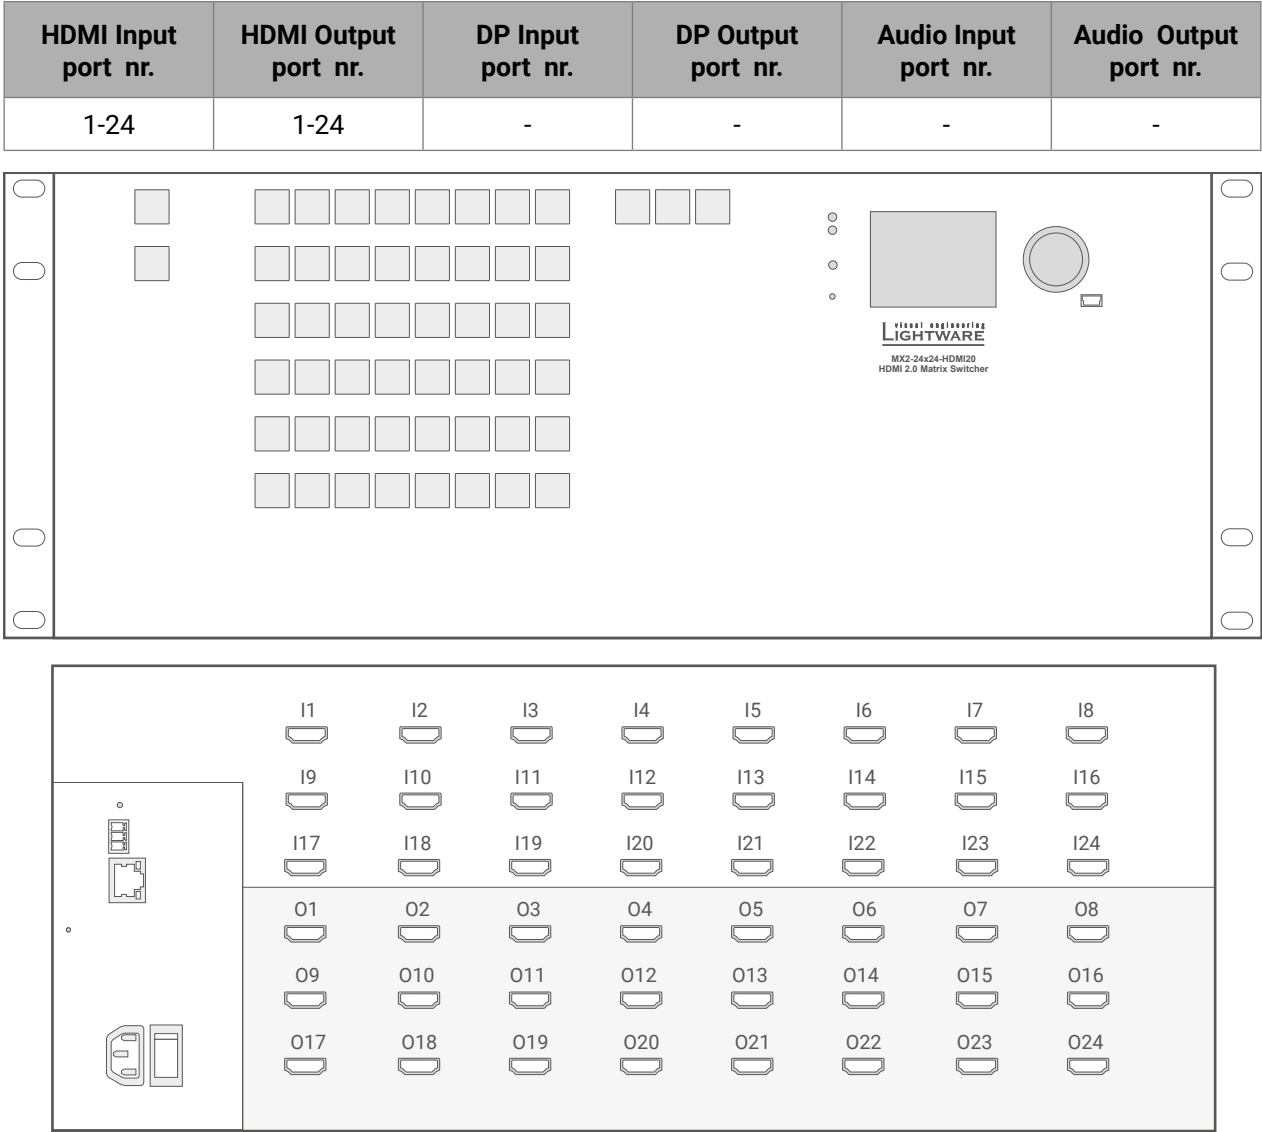 HDMI Input port nr.
HDMI Output port nr.
DP Input port nr.
DP Output port nr.
Audio Input port nr.
Audio Output port nr.
1-24 1-24 - - - -
visual engineering
LIGHTWARE
MX2-24x24-HDMI20
HDMI 2.0 Matrix Switcher
I1 I2 I3 I4 I5 I6 I7 I8
I9 I10 I11 I12 I13 I14 I15 I16
I17 I18 I19 I20 I21 I22 I23 I24
O1 O2 O3 O4 O5 O6 O7 O8
O9 O10 O11 O12 O13 O14 O15 O16
O17 O18 O19 O20 O21 O22 O23 O24